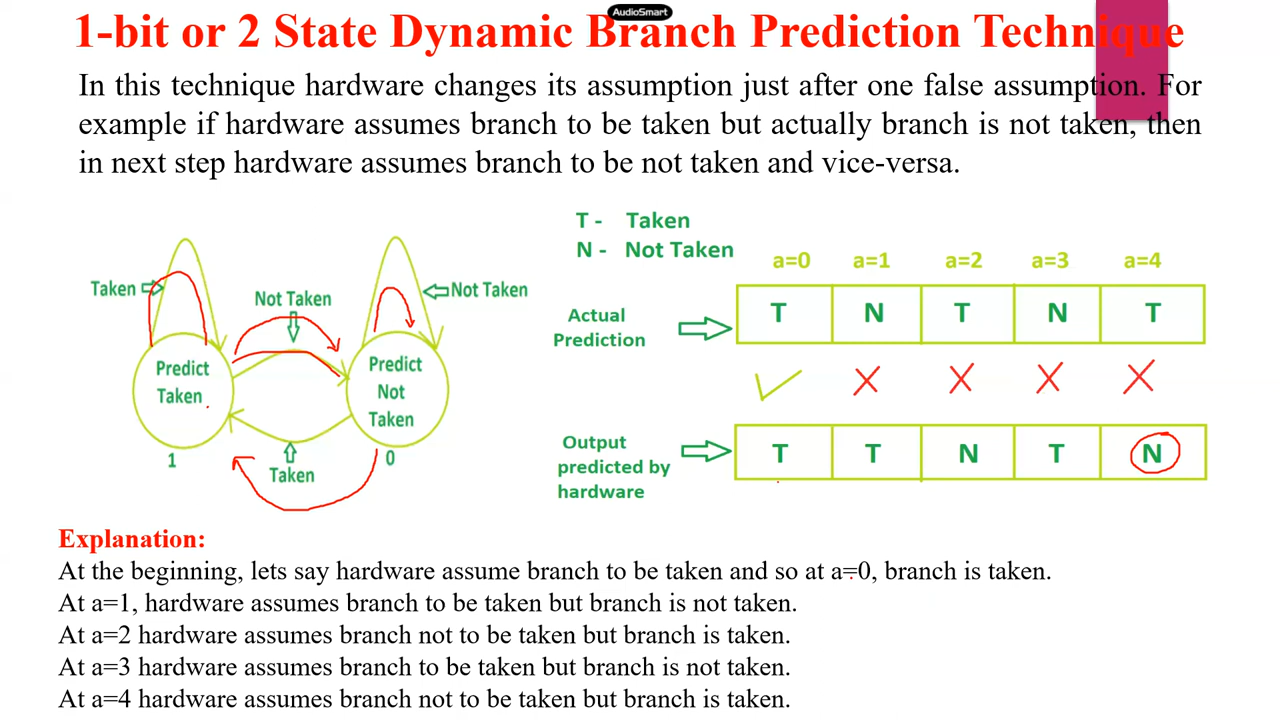 AudioSmart
1-bit or 2 State Dynamic Branch Prediction Technique
In this technique hardware changes its assumption just after one false assumption. For
example if hardware assumes branch to be taken but actually branch is not taken, then
in next step hardware assumes branch to be not taken and vice-versa.
Taken
Not Taken
Not Taken
Predict
Taken
Predict
Not
Taken
1
0
Taken
T - Taken
N - Not Taken
a=0 a=1 a=2 a=3 a=4
Actual
Prediction
T N T N T
Output
predicted by
hardware
T T N T N
Explanation:
At the beginning, lets say hardware assume branch to be taken and so at a=0, branch is taken.
At a=1, hardware assumes branch to be taken but branch is not taken.
At a=2 hardware assumes branch not to be taken but branch is taken.
At a=3 hardware assumes branch to be taken but branch is not taken.
At a=4 hardware assumes branch not to be taken but branch is taken.